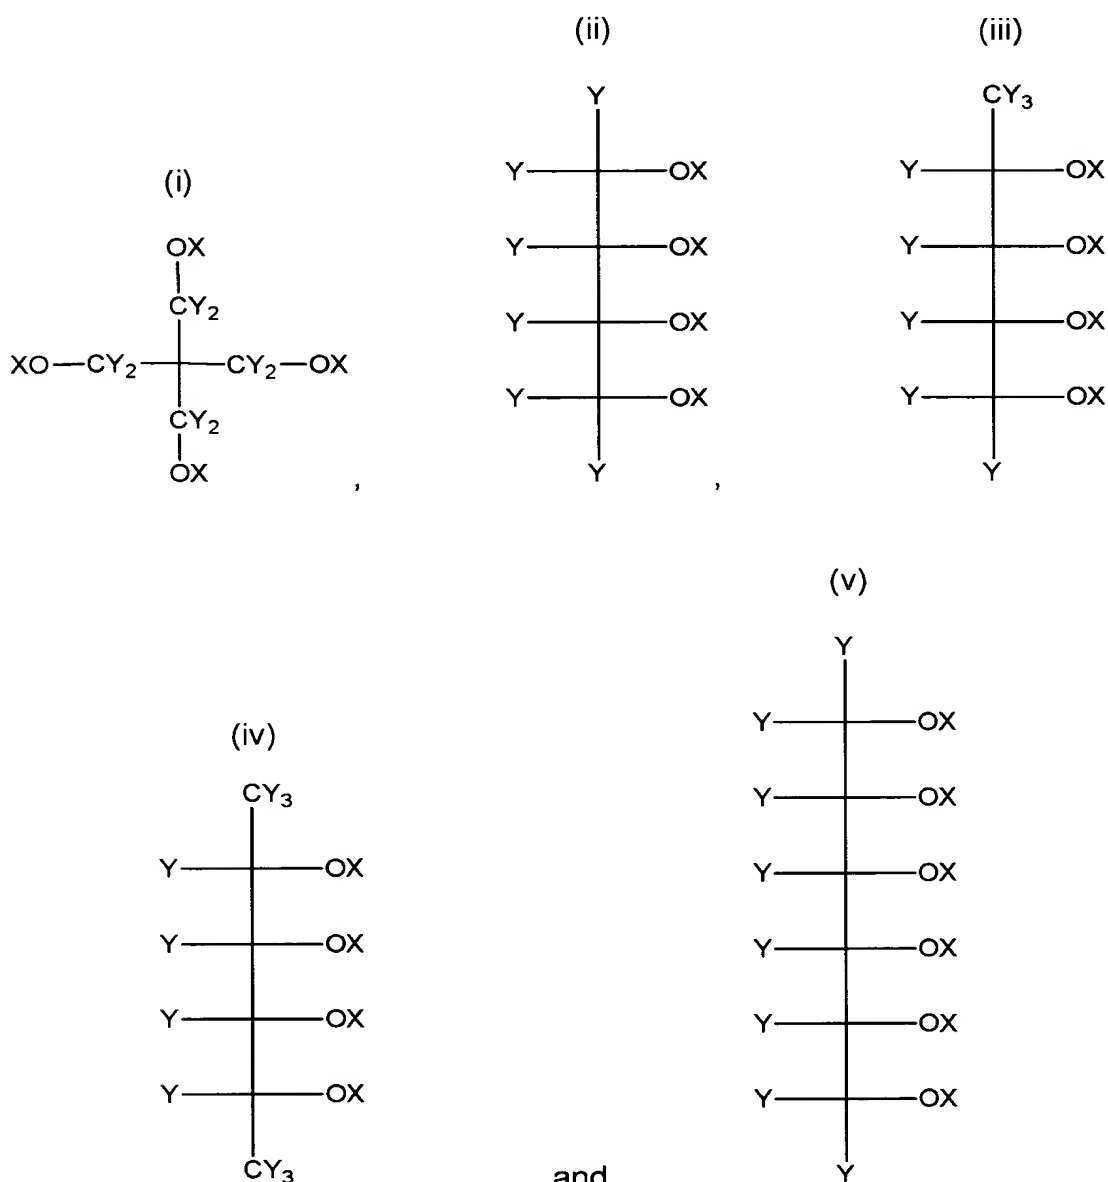 (ii) (iii)
Y CY₃
(i)
Y OX Y OX
OX
Y OX Y OX
CY₂
Y OX Y OX
XO CY₂ CY₂ OX
Y OX Y OX
CY₂
OX , Y , Y
(v)
Y
(iv)
Y OX
CY₃
Y OX
Y OX
Y OX
Y OX
Y OX
Y OX
Y OX
Y OX
Y OX
CY₃ and Y